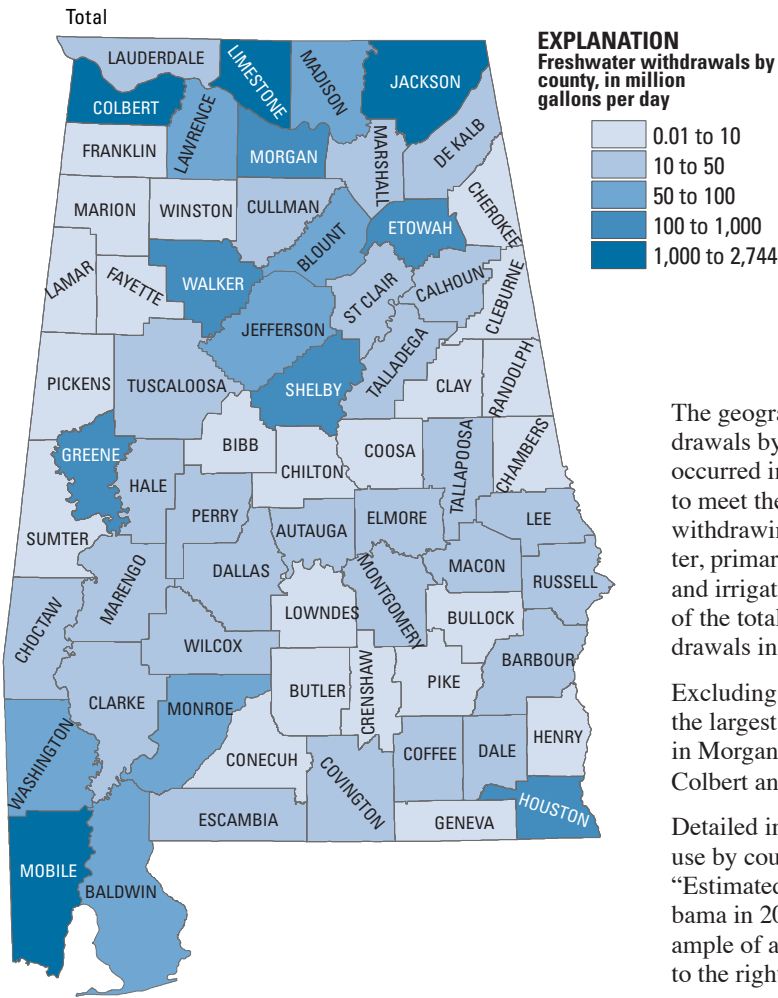 Total
EXPLANATION
Freshwater withdrawals by
county, in million
gallons per day
0.01 to 10
10 to 50
50 to 100
100 to 1,000
1,000 to 2,744
LAUDERDALE
LIMESTONE
MADISON
JACKSON
COLBERT
LAWRENCE
FRANKLIN
MORGAN
MARSHALL
DE KALB
MARION
WINSTON
CULLMAN
CHEROKEE
ETOWAH
BLOUNT
LAMAR
FAYETTE
WALKER
ST CLAIR
CALHOUN
CLEBURNE
JEFFERSON
PICKENS
TUSCALOOSA
SHELBY
TALLADEGA
CLAY
RANDOLPH
GREENE
BIBB
COOSA
CHAMBERS
HALE
CHILTON
TALLAPOOSA
SUMTER
PERRY
AUTAUGA
ELMORE
LEE
MARENGO
DALLAS
MONTGOMERY
MACON
RUSSELL
CHOCTAW
LOWNDES
BULLOCK
WILCOX
BARBOUR
CLARKE
MONROE
BUTLER
CRENSHAW
PIKE
WASHINGTON
CONECUH
COVINGTON
COFFEE
DALE
HENRY
ESCAMBIA
GENEVA
HOUSTON
MOBILE
BALDWIN
The geogra
drawals by
occurred in
to meet the
withdrawin
ter, primar
and irrigati
of the total
drawals in
Excluding
the largest
in Morgan
Colbert an
Detailed in
use by cou
“Estimated
bama in 20
ample of a
to the right